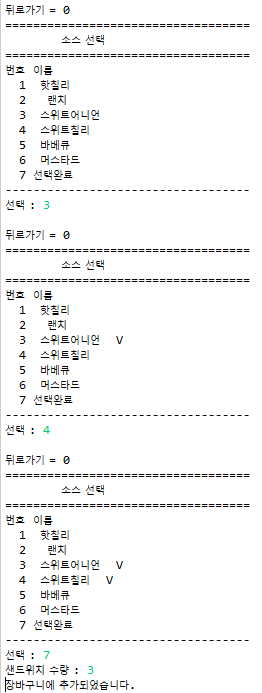 뒤로가기 = 0
===================================
소스 선택
===================================
번호 이름
1 핫칠리
2 랜치
3 스위트어니언
4 스위트칠리
5 바베큐
6 머스타드
7 선택완료
-----------------------------------
선택 : 3
뒤로가기 = 0
===================================
소스 선택
===================================
번호 이름
1 핫칠리
2 랜치
3 스위트어니언 V
4 스위트칠리
5 바베큐
6 머스타드
7 선택완료
-----------------------------------
선택 : 4
뒤로가기 = 0
===================================
소스 선택
===================================
번호 이름
1 핫칠리
2 랜치
3 스위트어니언 V
4 스위트칠리 V
5 바베큐
6 머스타드
7 선택완료
-----------------------------------
선택 : 7
샌드위치 수량 : 3
장바구니에 추가되었습니다.